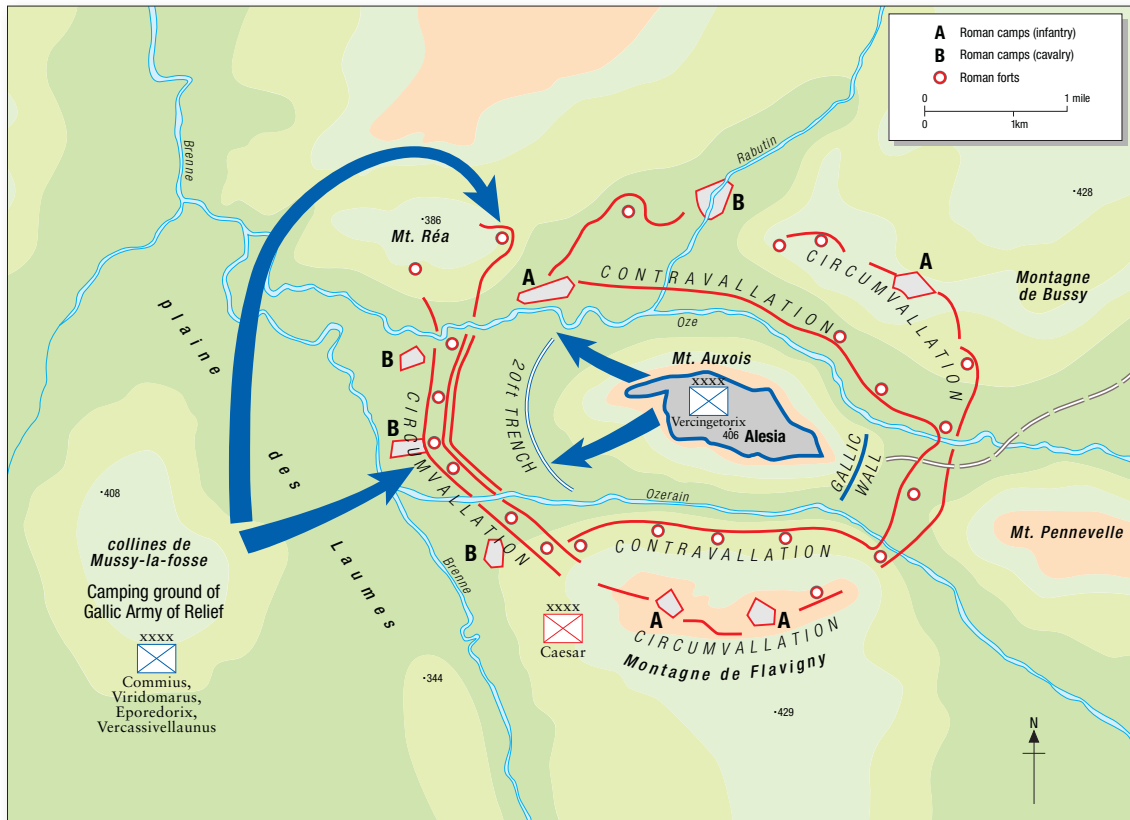 A Roman camps (infantry)
B Roman camps (cavalry)
Roman forts
0 1 mile
0 1km
Brenne
Rabutin
·428
B
·386
Mt. Réa
A
CONTRAVALLATION
CIRCUMVALLATION
A
Montagne
de Bussy
Oze
plaine
des
Laumes
B
20ft TRENCH
Mt. Auxois
xxxx
Vercingetorix
406 Alesia
CIRCUMVALLATION
B
GALLIC
WALL
Ozerain
·408
collines de
Mussy-la-fosse
Camping ground of
Gallic Army of Relief
xxxx
Commius,
Viridomarus,
Eporedorix,
Vercassivellaunus
Brenne
B
CONTRAVALLATION
Mt. Pennevelle
xxxx
Caesar
A
A
CIRCUMVALLATION
Montagne de Flavigny
·344
·429
N